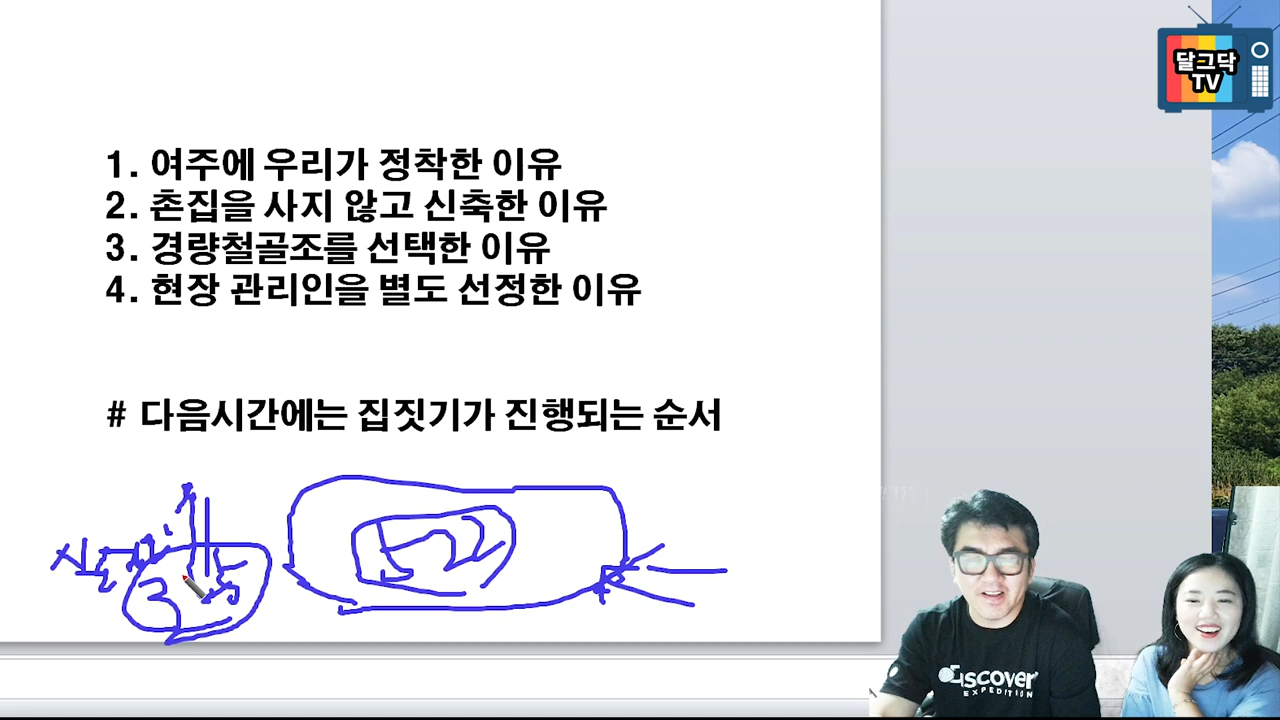 달그닥
TV
1. 여주에 우리가 정착한 이유
2. 촌집을 사지 않고 신축한 이유
3. 경량철골조를 선택한 이유
4. 현장 관리인을 별도 선정한 이유
# 다음시간에는 집짓기가 진행되는 순서
Discover
EXPEDITION